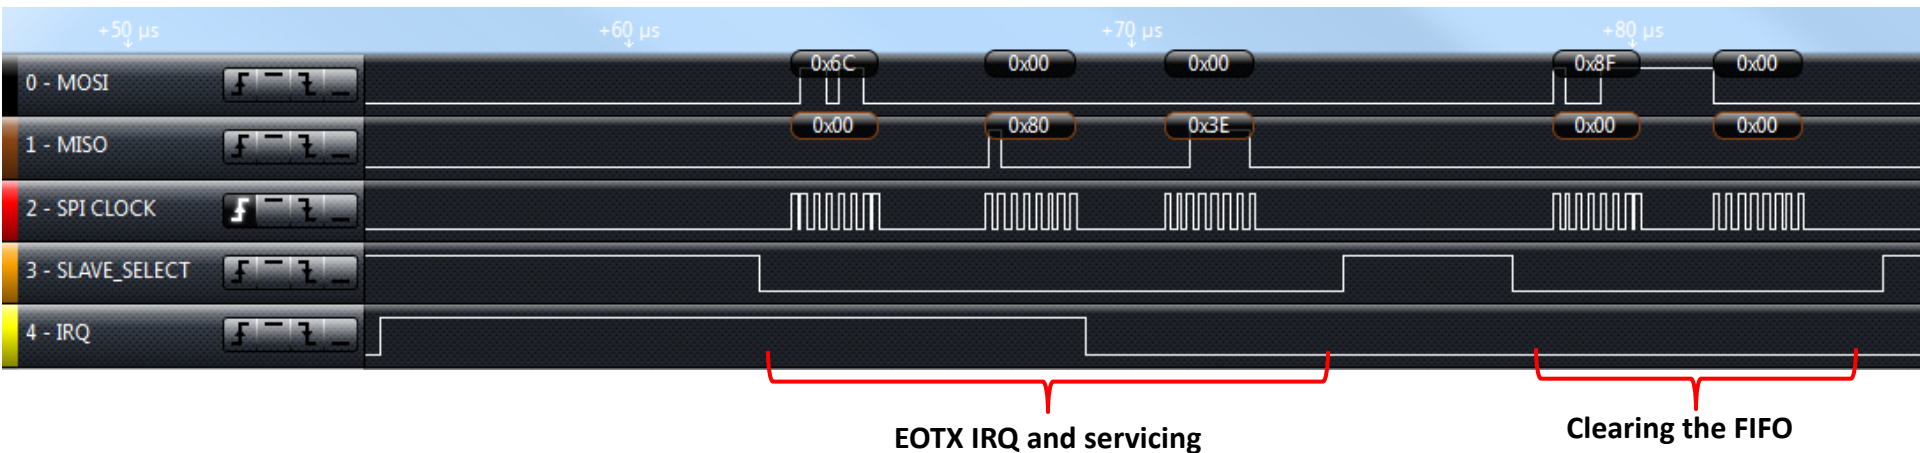 +50 µs +60 µs +70 µs +80 µs
0 - MOSI 0x6C 0x00 0x00 0x8F 0x00
1 - MISO 0x00 0x80 0x3E 0x00 0x00
2 - SPI CLOCK
3 - SLAVE_SELECT
4 - IRQ
EOTX IRQ and servicing Clearing the FIFO